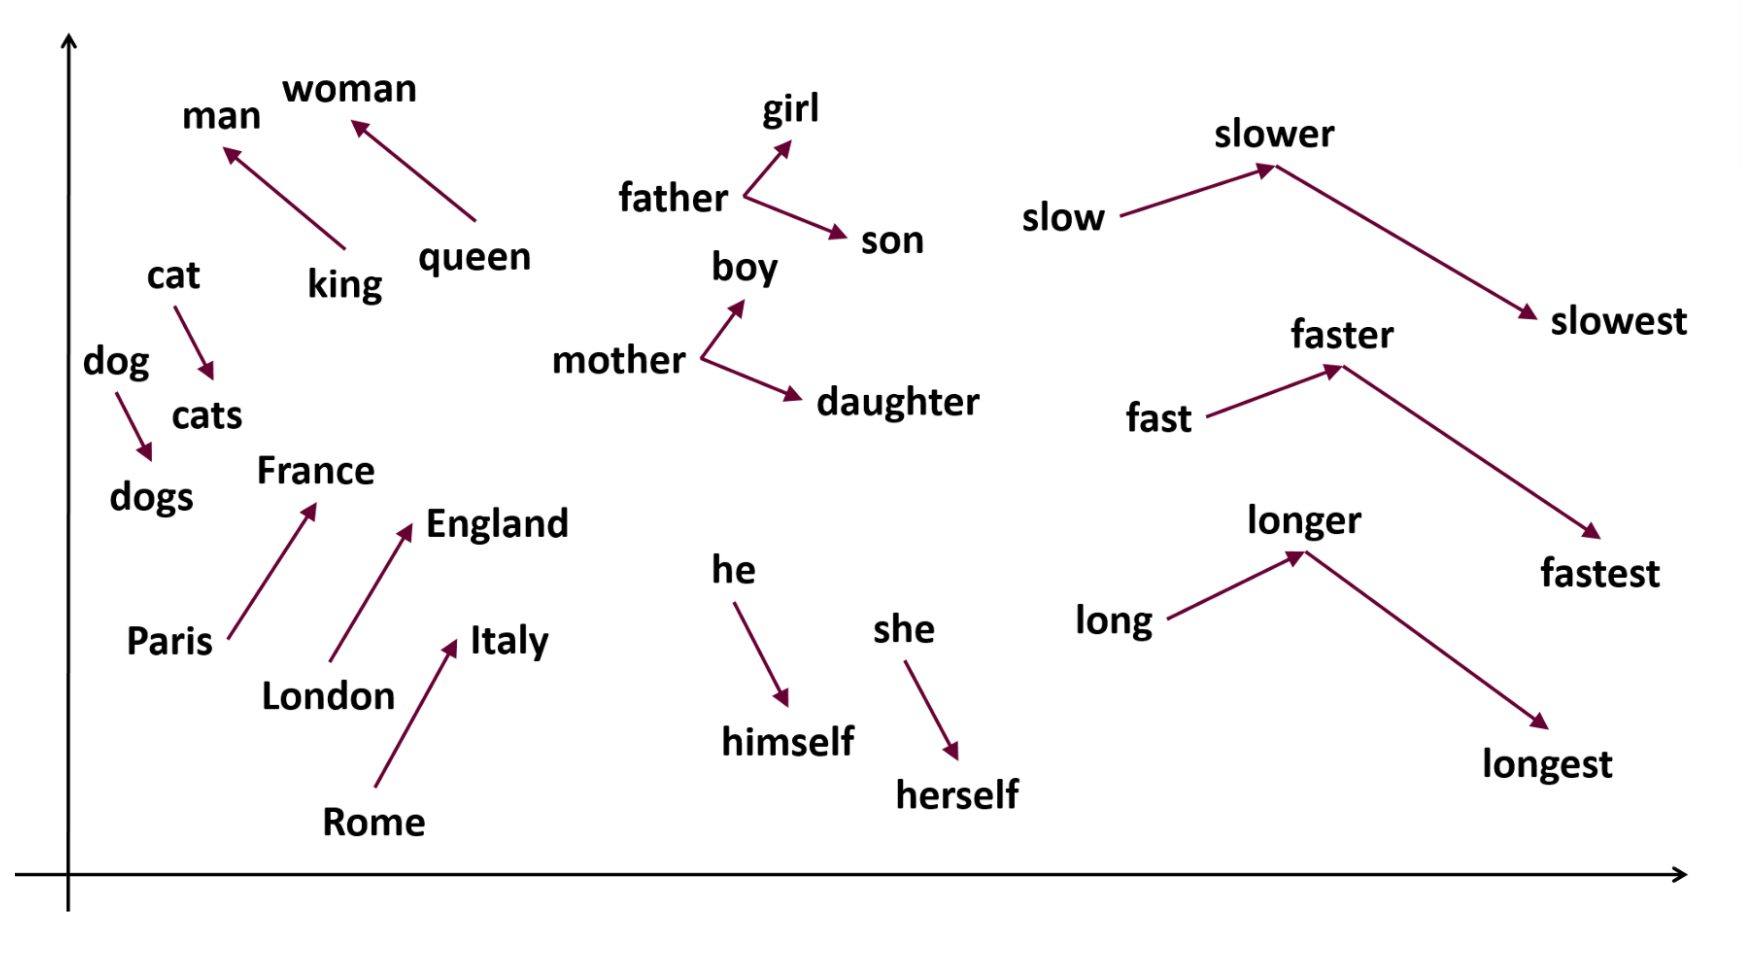 woman
man
girl
slower
father
slow
son
queen
boy
cat
king
slowest
faster
mother
dog
daughter
cats
fast
France
dogs
longer
England
he
fastest
long
she
Paris
Italy
London
himself
longest
herself
Rome